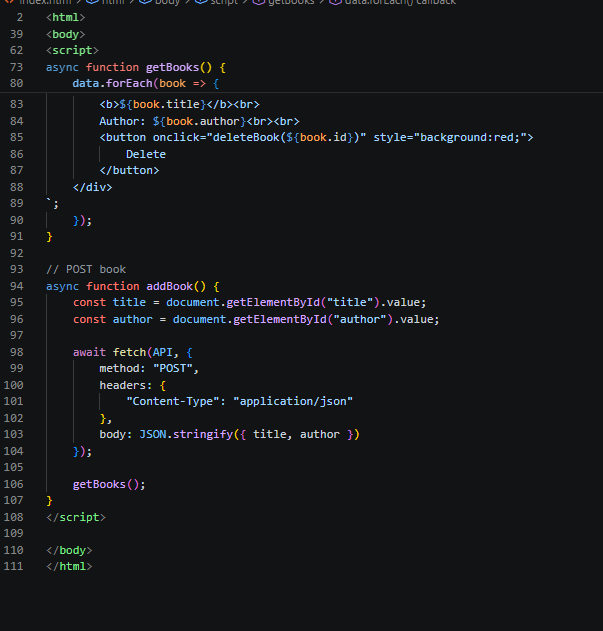 index.html > html > body > script > getBooks > data.forEach() callback
2 <html>
39 <body>
62 <script>
73 async function getBooks() {
80 data.forEach(book => {
83 <b>${book.title}</b><br>
84 Author: ${book.author}<br><br>
85 <button onclick="deleteBook(${book.id})" style="background:red;">
86 Delete
87 </button>
88 </div>
89 `;
90 });
91 }
92
93 // POST book
94 async function addBook() {
95 const title = document.getElementById("title").value;
96 const author = document.getElementById("author").value;
97
98 await fetch(API, {
99 method: "POST",
100 headers: {
101 "Content-Type": "application/json"
102 },
103 body: JSON.stringify({ title, author })
104 });
105
106 getBooks();
107 }
108 </script>
109
110 </body>
111 </html>